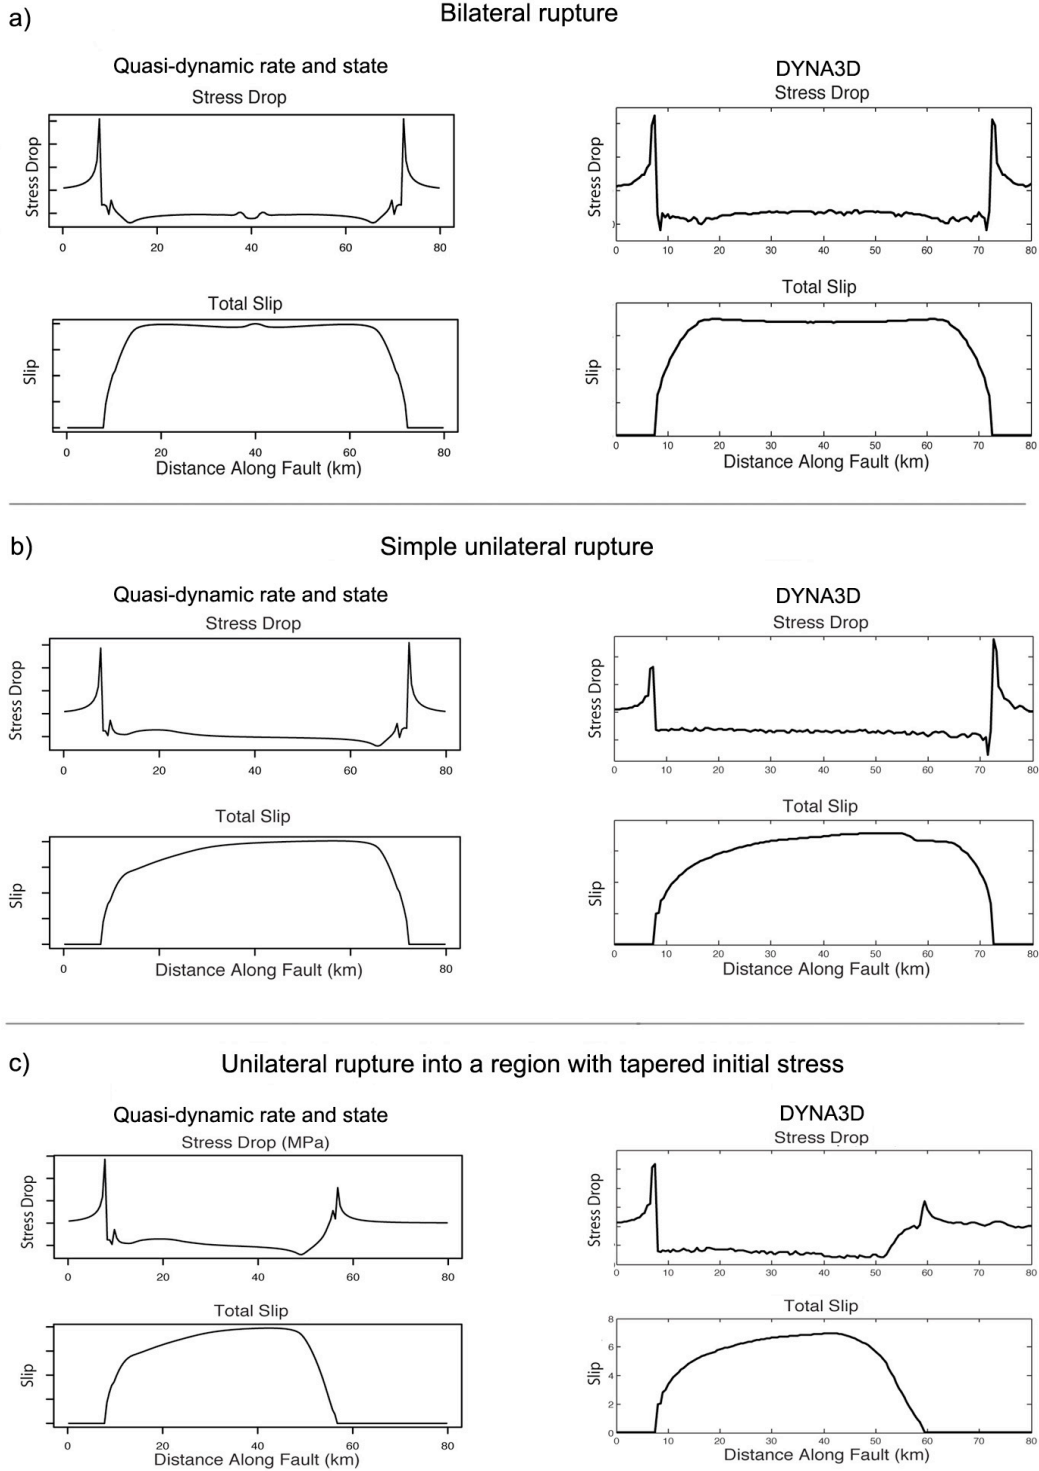 a)
Bilateral rupture
Quasi-dynamic rate and state
Stress Drop
Stress Drop
0 20 40 60 80
Total Slip
Slip
0 20 40 60 80
Distance Along Fault (km)
DYNA3D
Stress Drop
Stress Drop
0 10 20 30 40 50 60 70 80
Total Slip
Slip
0 10 20 30 40 50 60 70 80
Distance Along Fault (km)
b)
Simple unilateral rupture
Quasi-dynamic rate and state
Stress Drop
Stress Drop
0 20 40 60 80
Total Slip
Slip
0 80
Distance Along Fault (km)
DYNA3D
Stress Drop
Stress Drop
0 10 20 30 40 50 60 70 80
Total Slip
Slip
0 10 20 30 40 50 60 70 80
Distance Along Fault (km)
c)
Unilateral rupture into a region with tapered initial stress
Quasi-dynamic rate and state
Stress Drop (MPa)
Stress Drop
0 20 40 60 80
Total Slip
Slip
0 20 40 60 80
Distance Along Fault (km)
DYNA3D
Stress Drop
Stress Drop
0 10 20 30 40 50 60 70 80
Total Slip
Slip
8
6
4
2
0
0 10 20 30 40 50 60 70 80
Distance Along Fault (km)